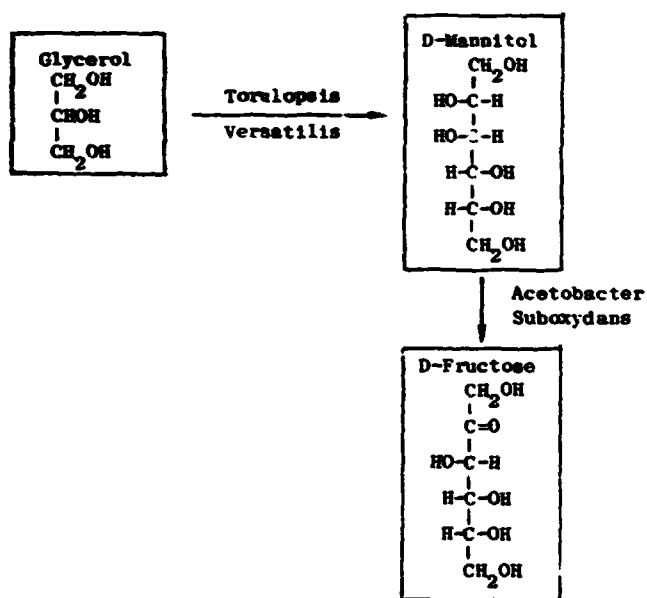 Glycerol
CH2OH
CHOH
CH2OH
Torulopsis
Versatilis
D-Mannitol
CH2OH
HO-C-H
HO-C-H
H-C-OH
H-C-OH
CH2OH
Acetobacter
Suboxydans
D-Fructose
CH2OH
C=O
HO-C-H
H-C-OH
H-C-OH
CH2OH